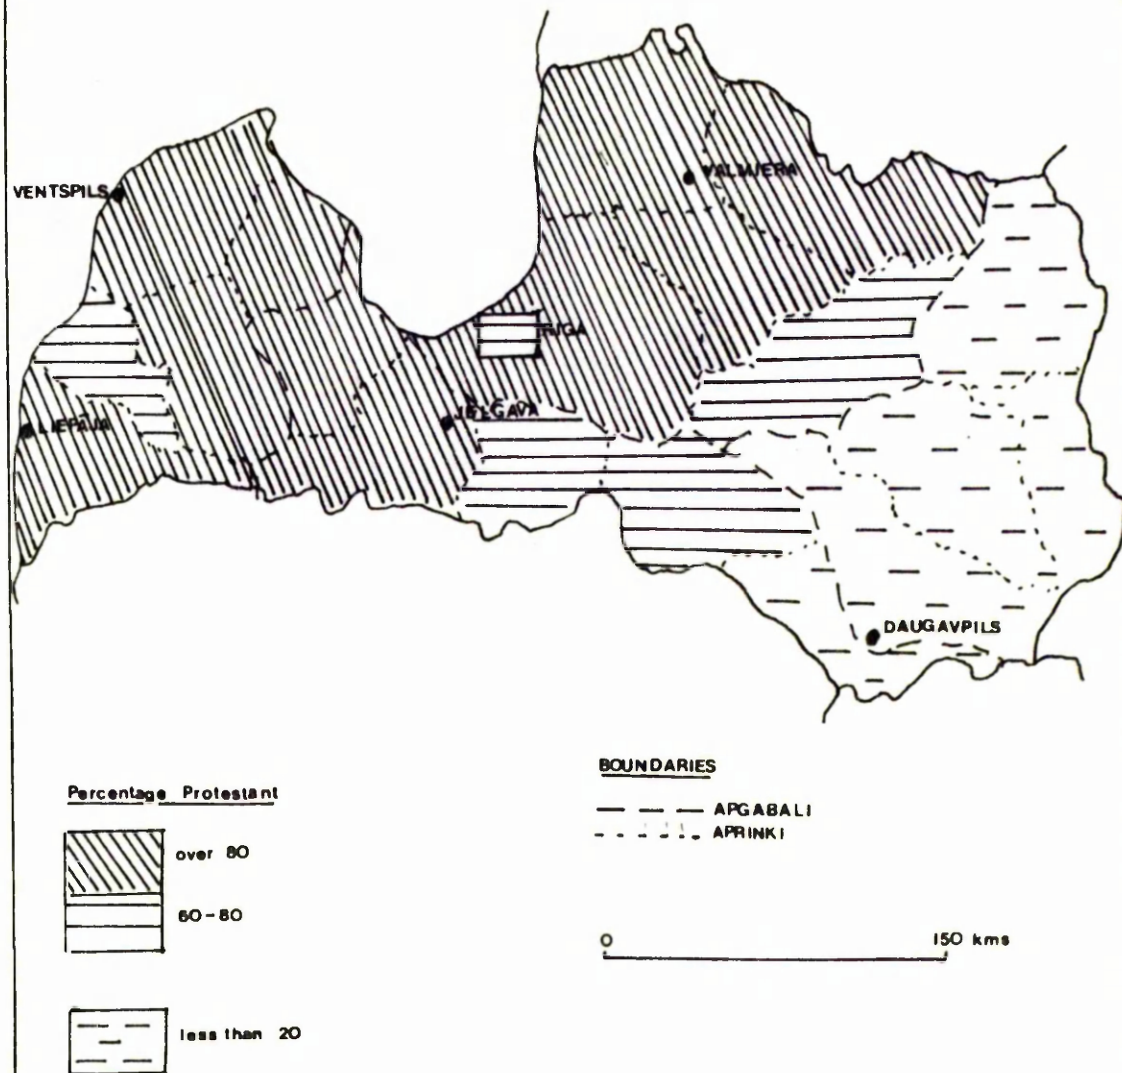 VENTSPILS
VALMIERA
RIGA
LIEPAJA
JELGAVA
DAUGAVPILS
Percentage Protestant
over 80
60-80
less than 20
BOUNDARIES
APGABALI
APRINKI
0 150 kms